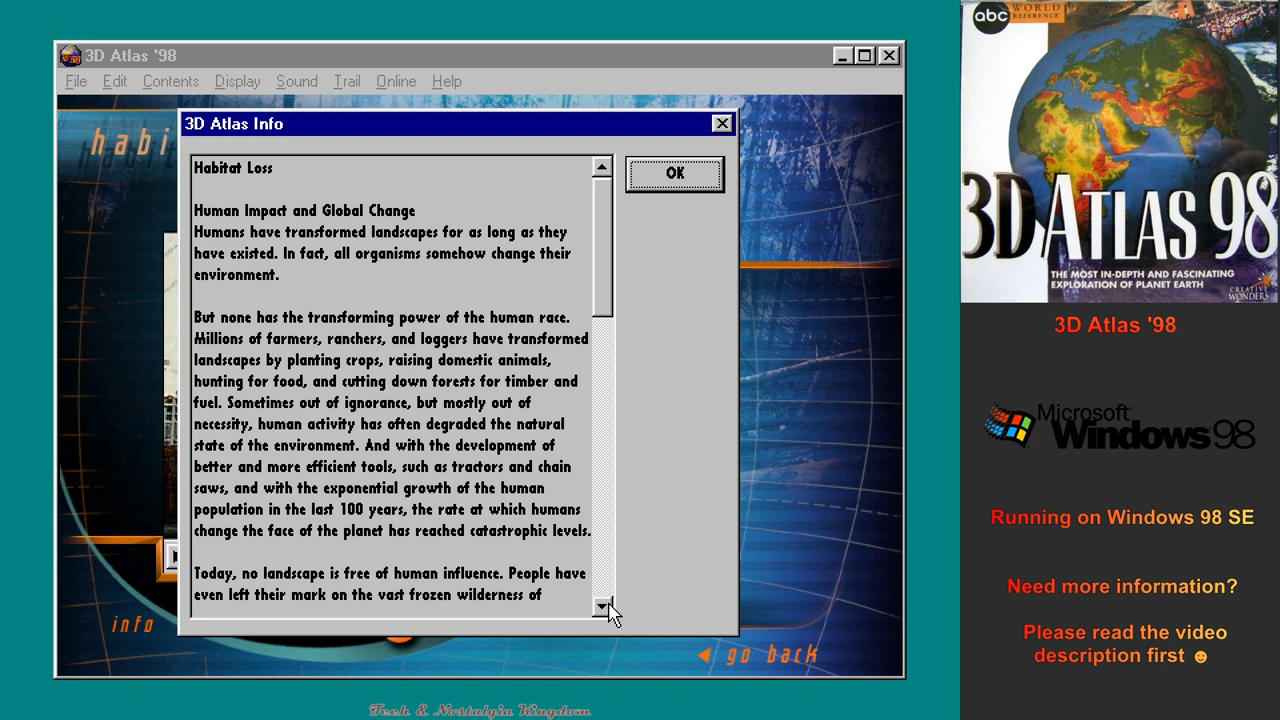 3D Atlas '98
File Edit Contents Display Sound Trail Online Help
habi
3D Atlas Info
OK
Habitat Loss
Human Impact and Global Change
Humans have transformed landscapes for as long as they
have existed. In fact, all organisms somehow change their
environment.
But none has the transforming power of the human race.
Millions of farmers, ranchers, and loggers have transformed
landscapes by planting crops, raising domestic animals,
hunting for food, and cutting down forests for timber and
fuel. Sometimes out of ignorance, but mostly out of
necessity, human activity has often degraded the natural
state of the environment. And with the development of
better and more efficient tools, such as tractors and chain
saws, and with the exponential growth of the human
population in the last 100 years, the rate at which humans
change the face of the planet has reached catastrophic levels.
Today, no landscape is free of human influence. People have
even left their mark on the vast frozen wilderness of
info
go back
Tech & Nostalgia Kingdom
abc WORLD
REFERENCE
3D ATLAS 98
THE MOST IN-DEPTH AND FASCINATING
EXPLORATION OF PLANET EARTH
CREATIVE
WONDERS
3D Atlas '98
Microsoft
Windows 98
Running on Windows 98 SE
Need more information?
Please read the video
description first ☻